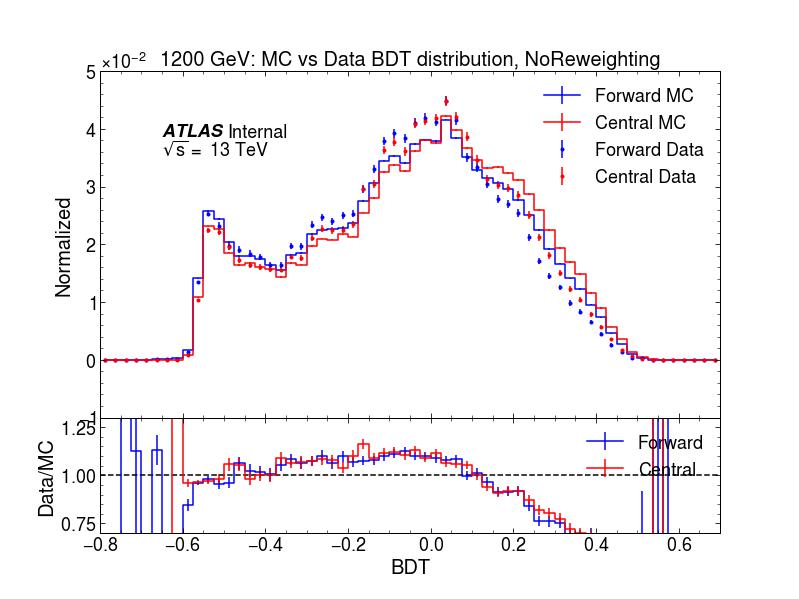 ×10⁻² 1200 GeV: MC vs Data BDT distribution, NoReweighting
5
4
3
2
1
0
−1
Normalized
ATLAS Internal
√s = 13 TeV
Forward MC
Central MC
Forward Data
Central Data
1.25
1.00
0.75
Data/MC
Forward
Central
−0.8 −0.6 −0.4 −0.2 0.0 0.2 0.4 0.6
BDT